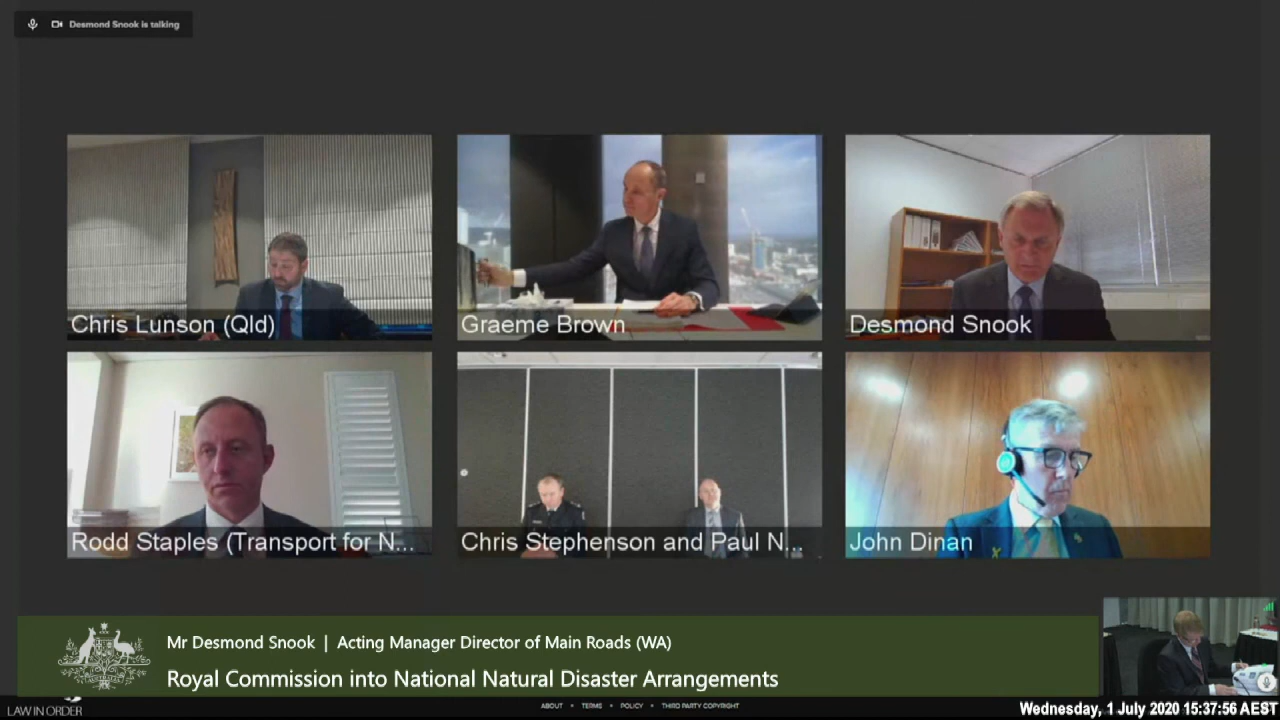 Desmond Snook is talking
Chris Lunson (Qld)
Graeme Brown
Desmond Snook
Rodd Staples (Transport for N...
Chris Stephenson and Paul N...
John Dinan
Mr Desmond Snook | Acting Manager Director of Main Roads (WA)
Royal Commission into National Natural Disaster Arrangements
LAW IN ORDER
ABOUT • TERMS • POLICY • THIRD PARTY COPYRIGHT
Wednesday, 1 July 2020 15:37:56 AEST